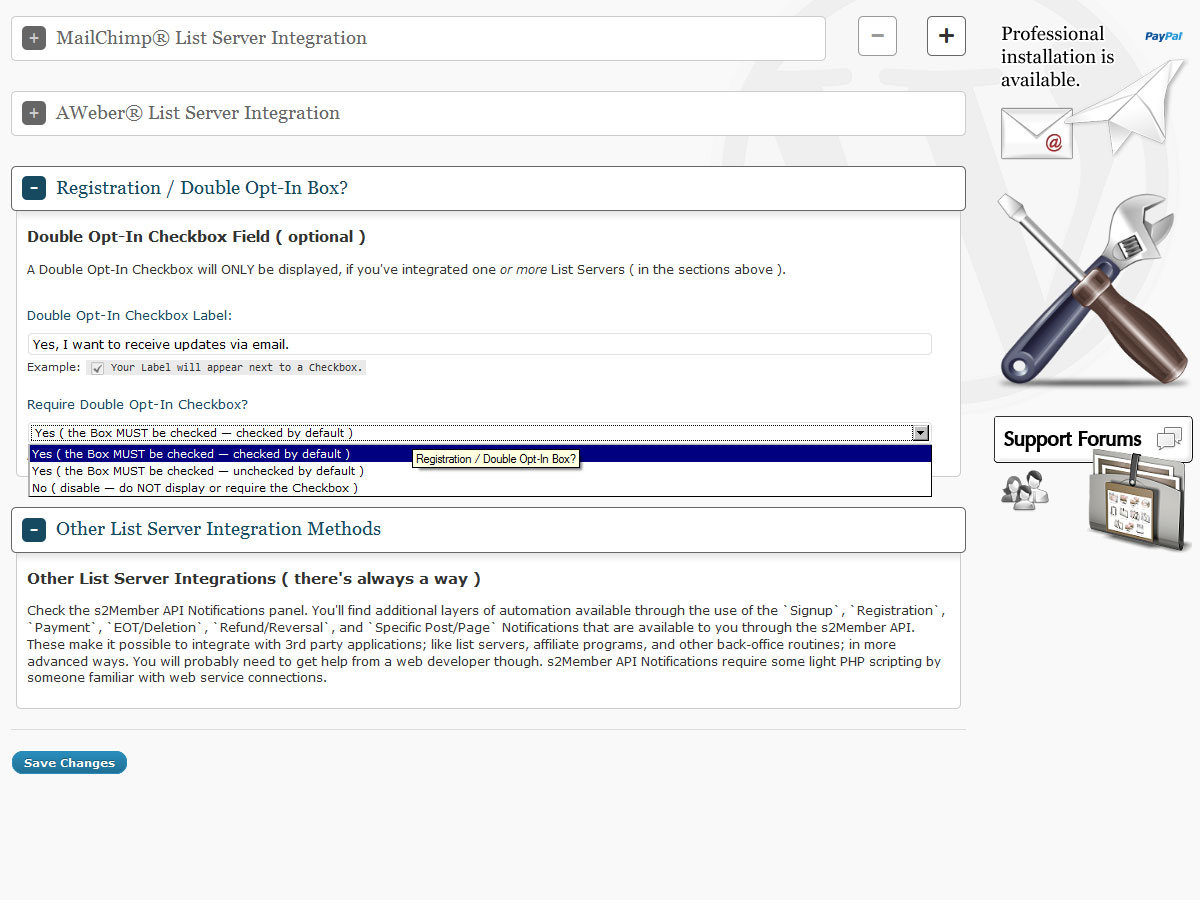 MailChimp® List Server Integration
AWeber® List Server Integration
Registration / Double Opt-In Box?
Double Opt-In Checkbox Field ( optional )
A Double Opt-In Checkbox will ONLY be displayed, if you've integrated one or more List Servers ( in the sections above ).
Double Opt-In Checkbox Label:
Yes, I want to receive updates via email.
Example: Your Label will appear next to a Checkbox.
Require Double Opt-In Checkbox?
Yes ( the Box MUST be checked — checked by default )
Yes ( the Box MUST be checked — checked by default )
Registration / Double Opt-In Box?
Yes ( the Box MUST be checked — unchecked by default )
No ( disable — do NOT display or require the Checkbox )
Other List Server Integration Methods
Other List Server Integrations ( there's always a way )
Check the s2Member API Notifications panel. You'll find additional layers of automation available through the use of the `Signup`, `Registration`,
`Payment`, `EOT/Deletion`, `Refund/Reversal`, and `Specific Post/Page` Notifications that are available to you through the s2Member API.
These make it possible to integrate with 3rd party applications; like list servers, affiliate programs, and other back-office routines; in more
advanced ways. You will probably need to get help from a web developer though. s2Member API Notifications require some light PHP scripting by
someone familiar with web service connections.
Save Changes
Professional
installation is
available.
PayPal
@
Support Forums